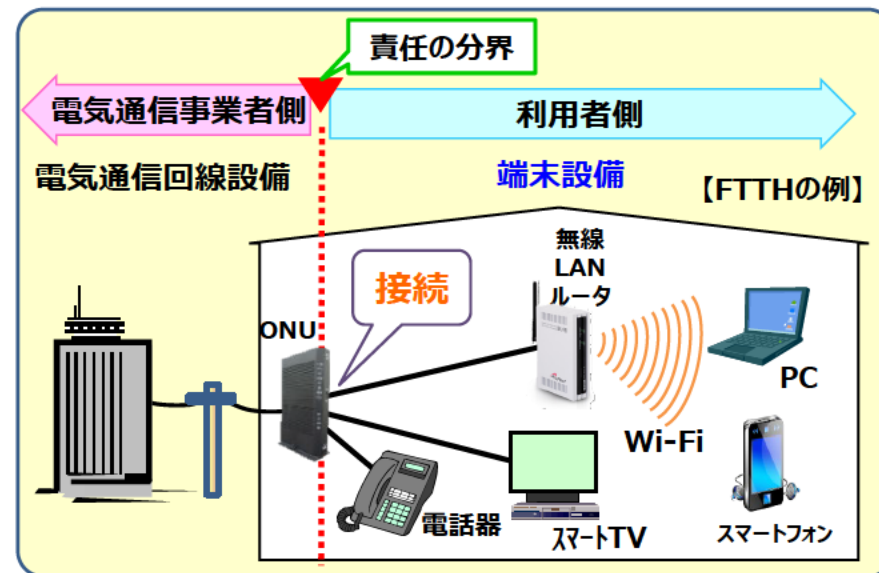 責任の分界
電気通信事業者側
利用者側
電気通信回線設備
端末設備
【FTTHの例】
無線
LAN
ルータ
接続
ONU
PC
Wi-Fi
電話器
ｽﾏｰﾄTV
スマートフォン